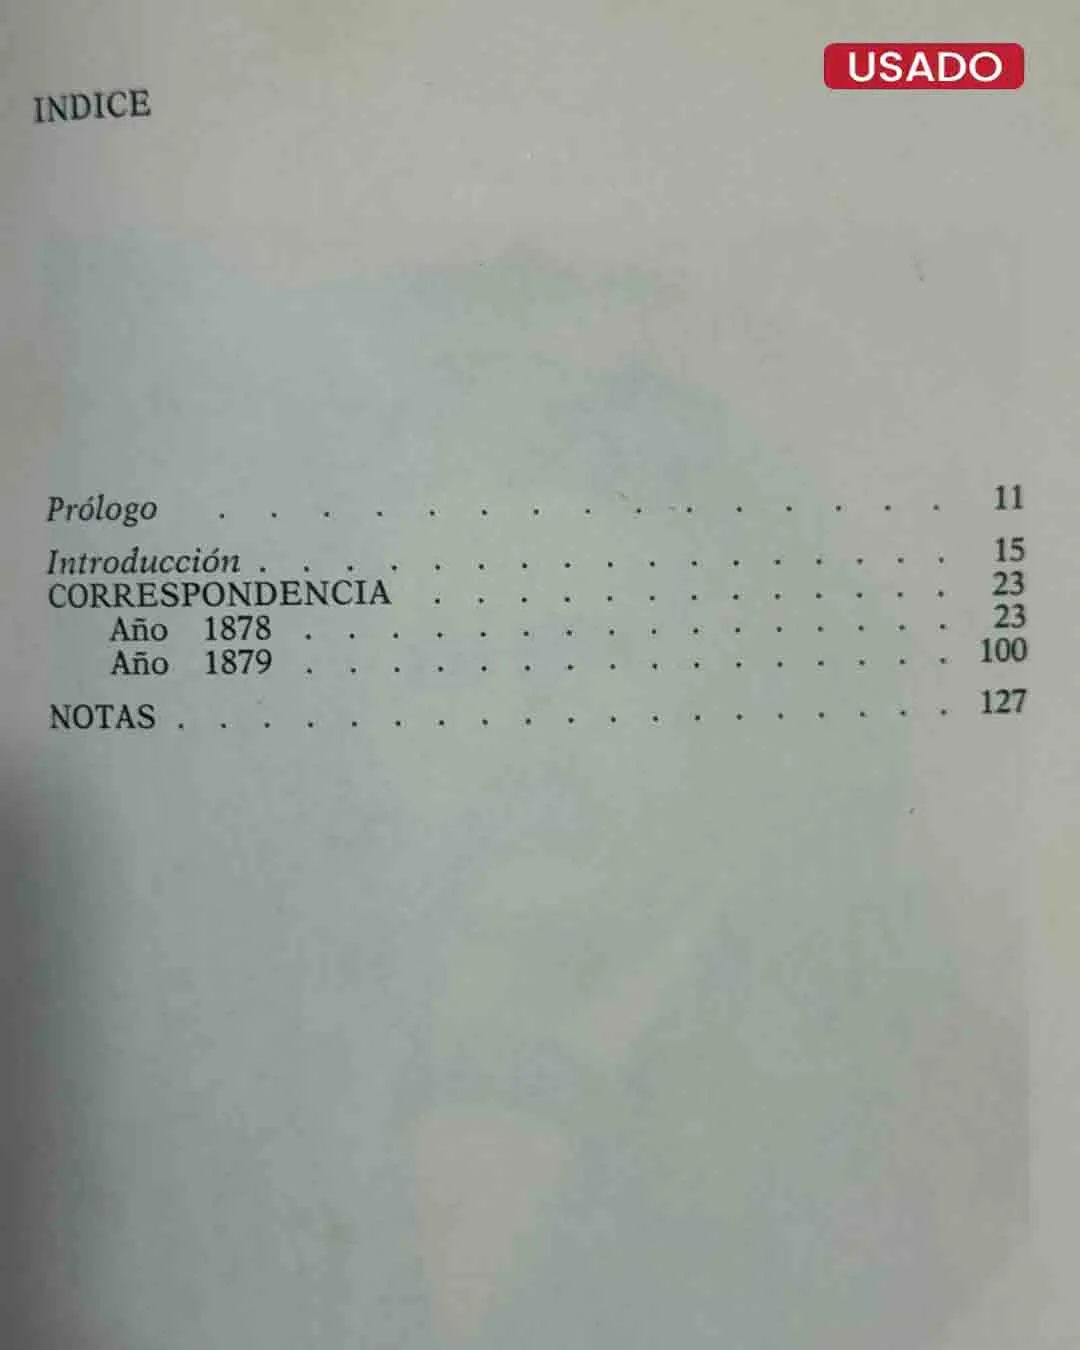 USADO
INDICE
Prólogo . . . . . . . . . . . . . . . 11
Introducción . . . . . . . . . . . . . . . . . 15
CORRESPONDENCIA . . . . . . . . . . . . . 23
Año 1878 . . . . . . . . . . . . . . . . 23
Año 1879 . . . . . . . . . . . . . . . . 100
NOTAS . . . . . . . . . . . . . . . . . . . 127